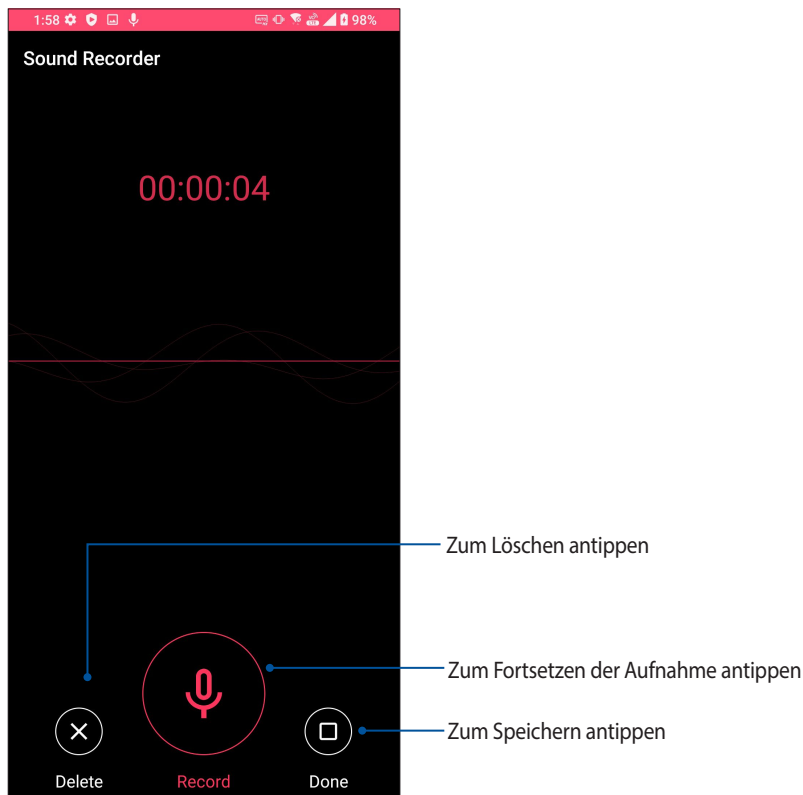 1:58 98%
Sound Recorder
00:00:04
Zum Löschen antippen
Zum Fortsetzen der Aufnahme antippen
Zum Speichern antippen
Delete Record Done